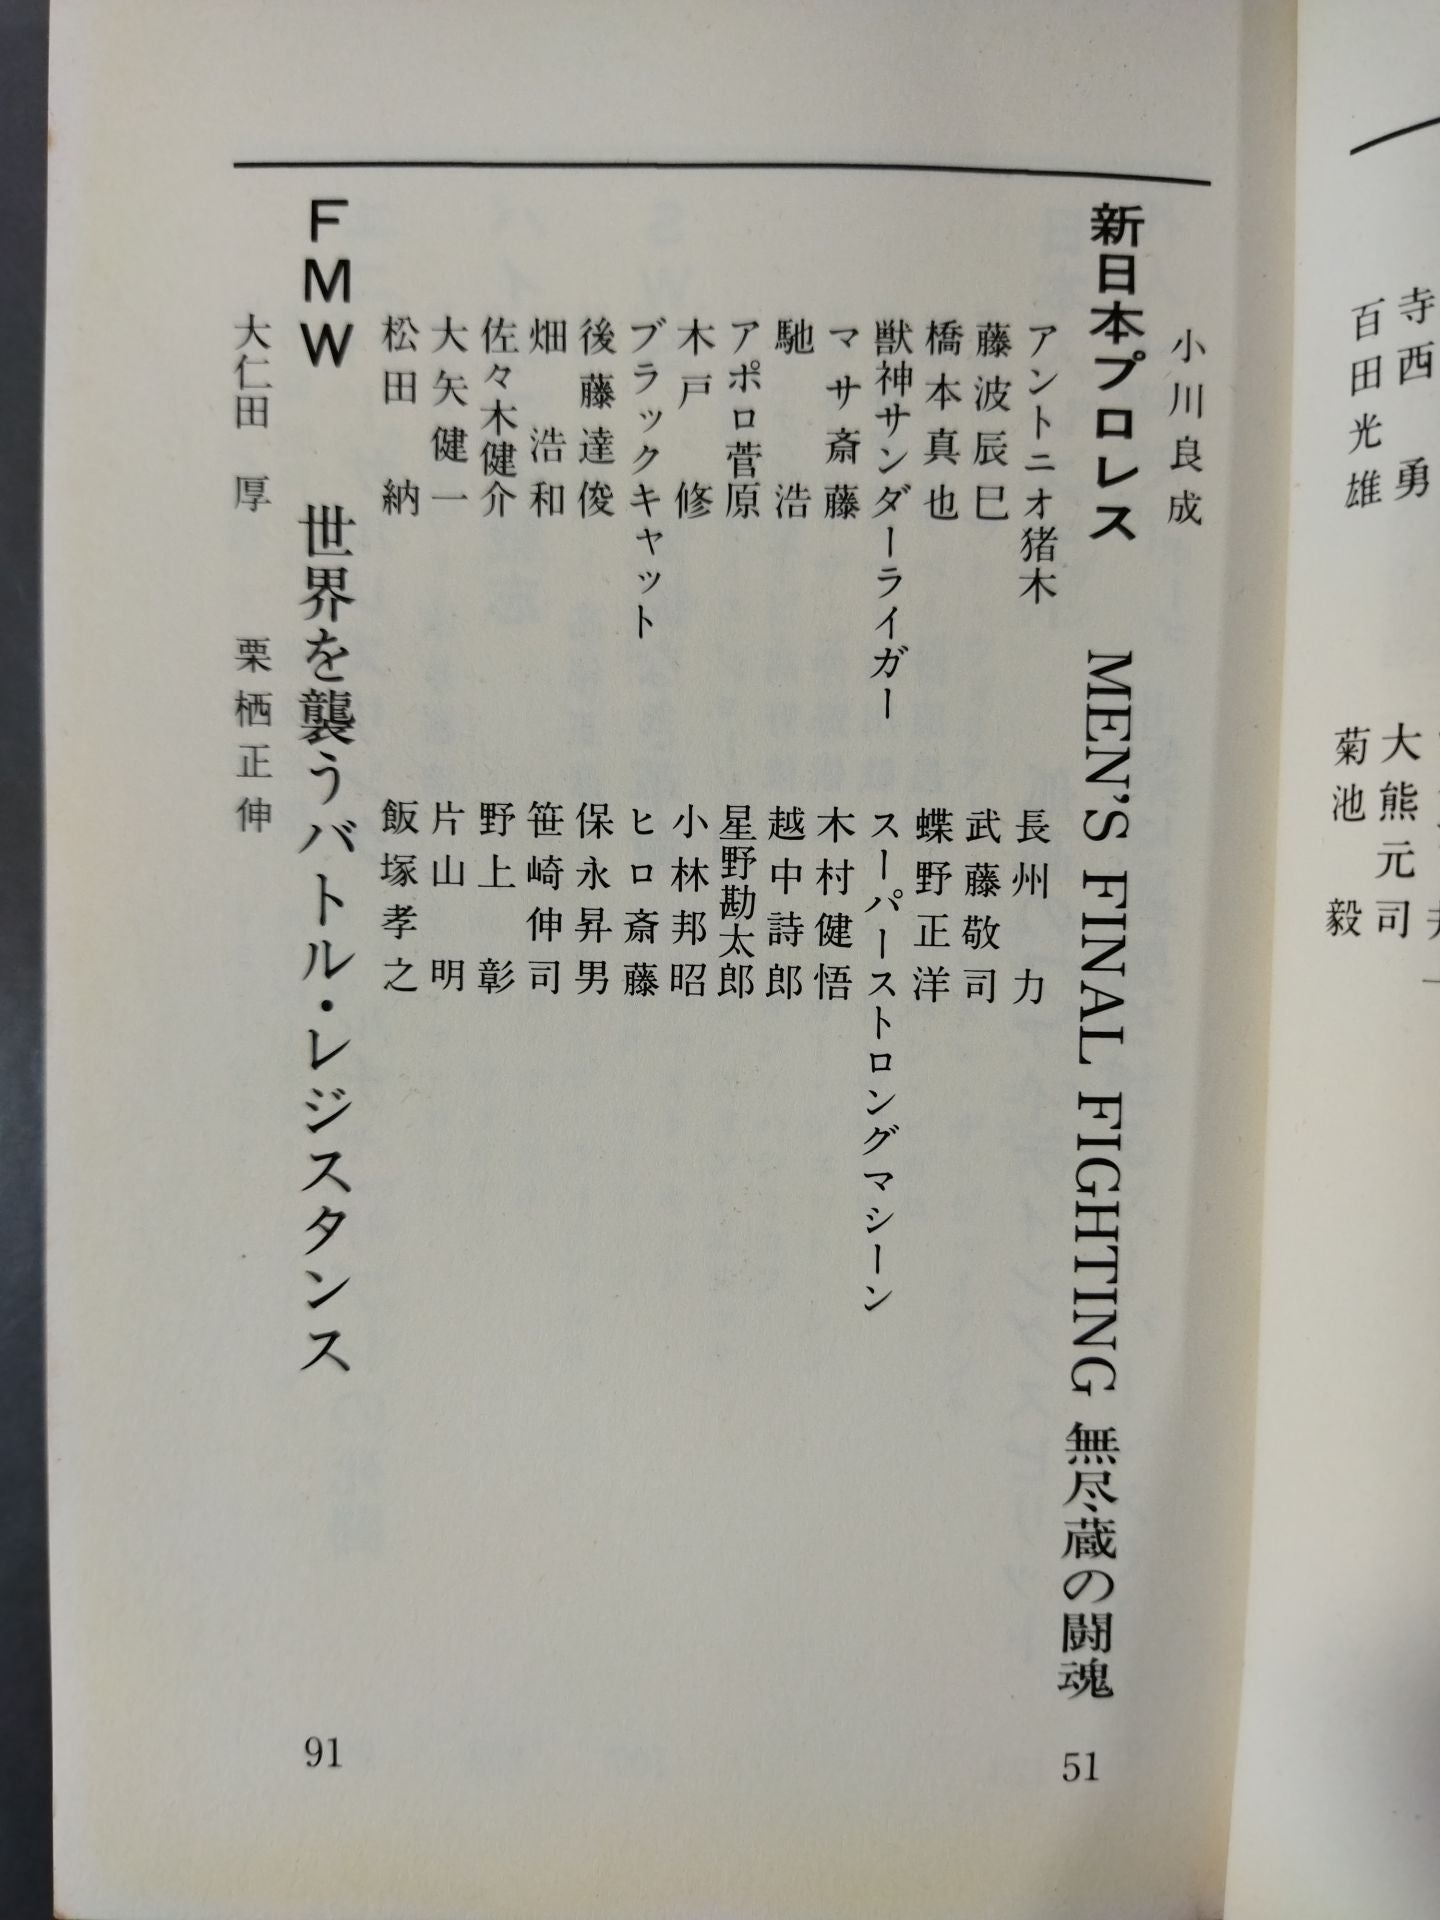 寺西 勇 大熊元司
百田光雄 菊池 毅
小川良成
新日本プロレス MEN'S FINAL FIGHTING 無尽蔵の闘魂 51
アントニオ猪木 長州 力
藤波辰巳 武藤敬司
橋本真也 蝶野正洋
獣神サンダーライガー スーパーストロングマシーン
マサ斎藤 木村健悟
馳 浩 越中詩郎
アポロ菅原 星野勘太郎
木戸 修 小林邦昭
ブラックキャット ヒロ斎藤
後藤達俊 保永昇男
畑 浩和 笹崎伸司
佐々木健介 野上 彰
大矢健一 片山 明
松田 納 飯塚孝之
FMW 世界を襲うバトル・レジスタンス 91
大仁田 厚 栗栖正伸